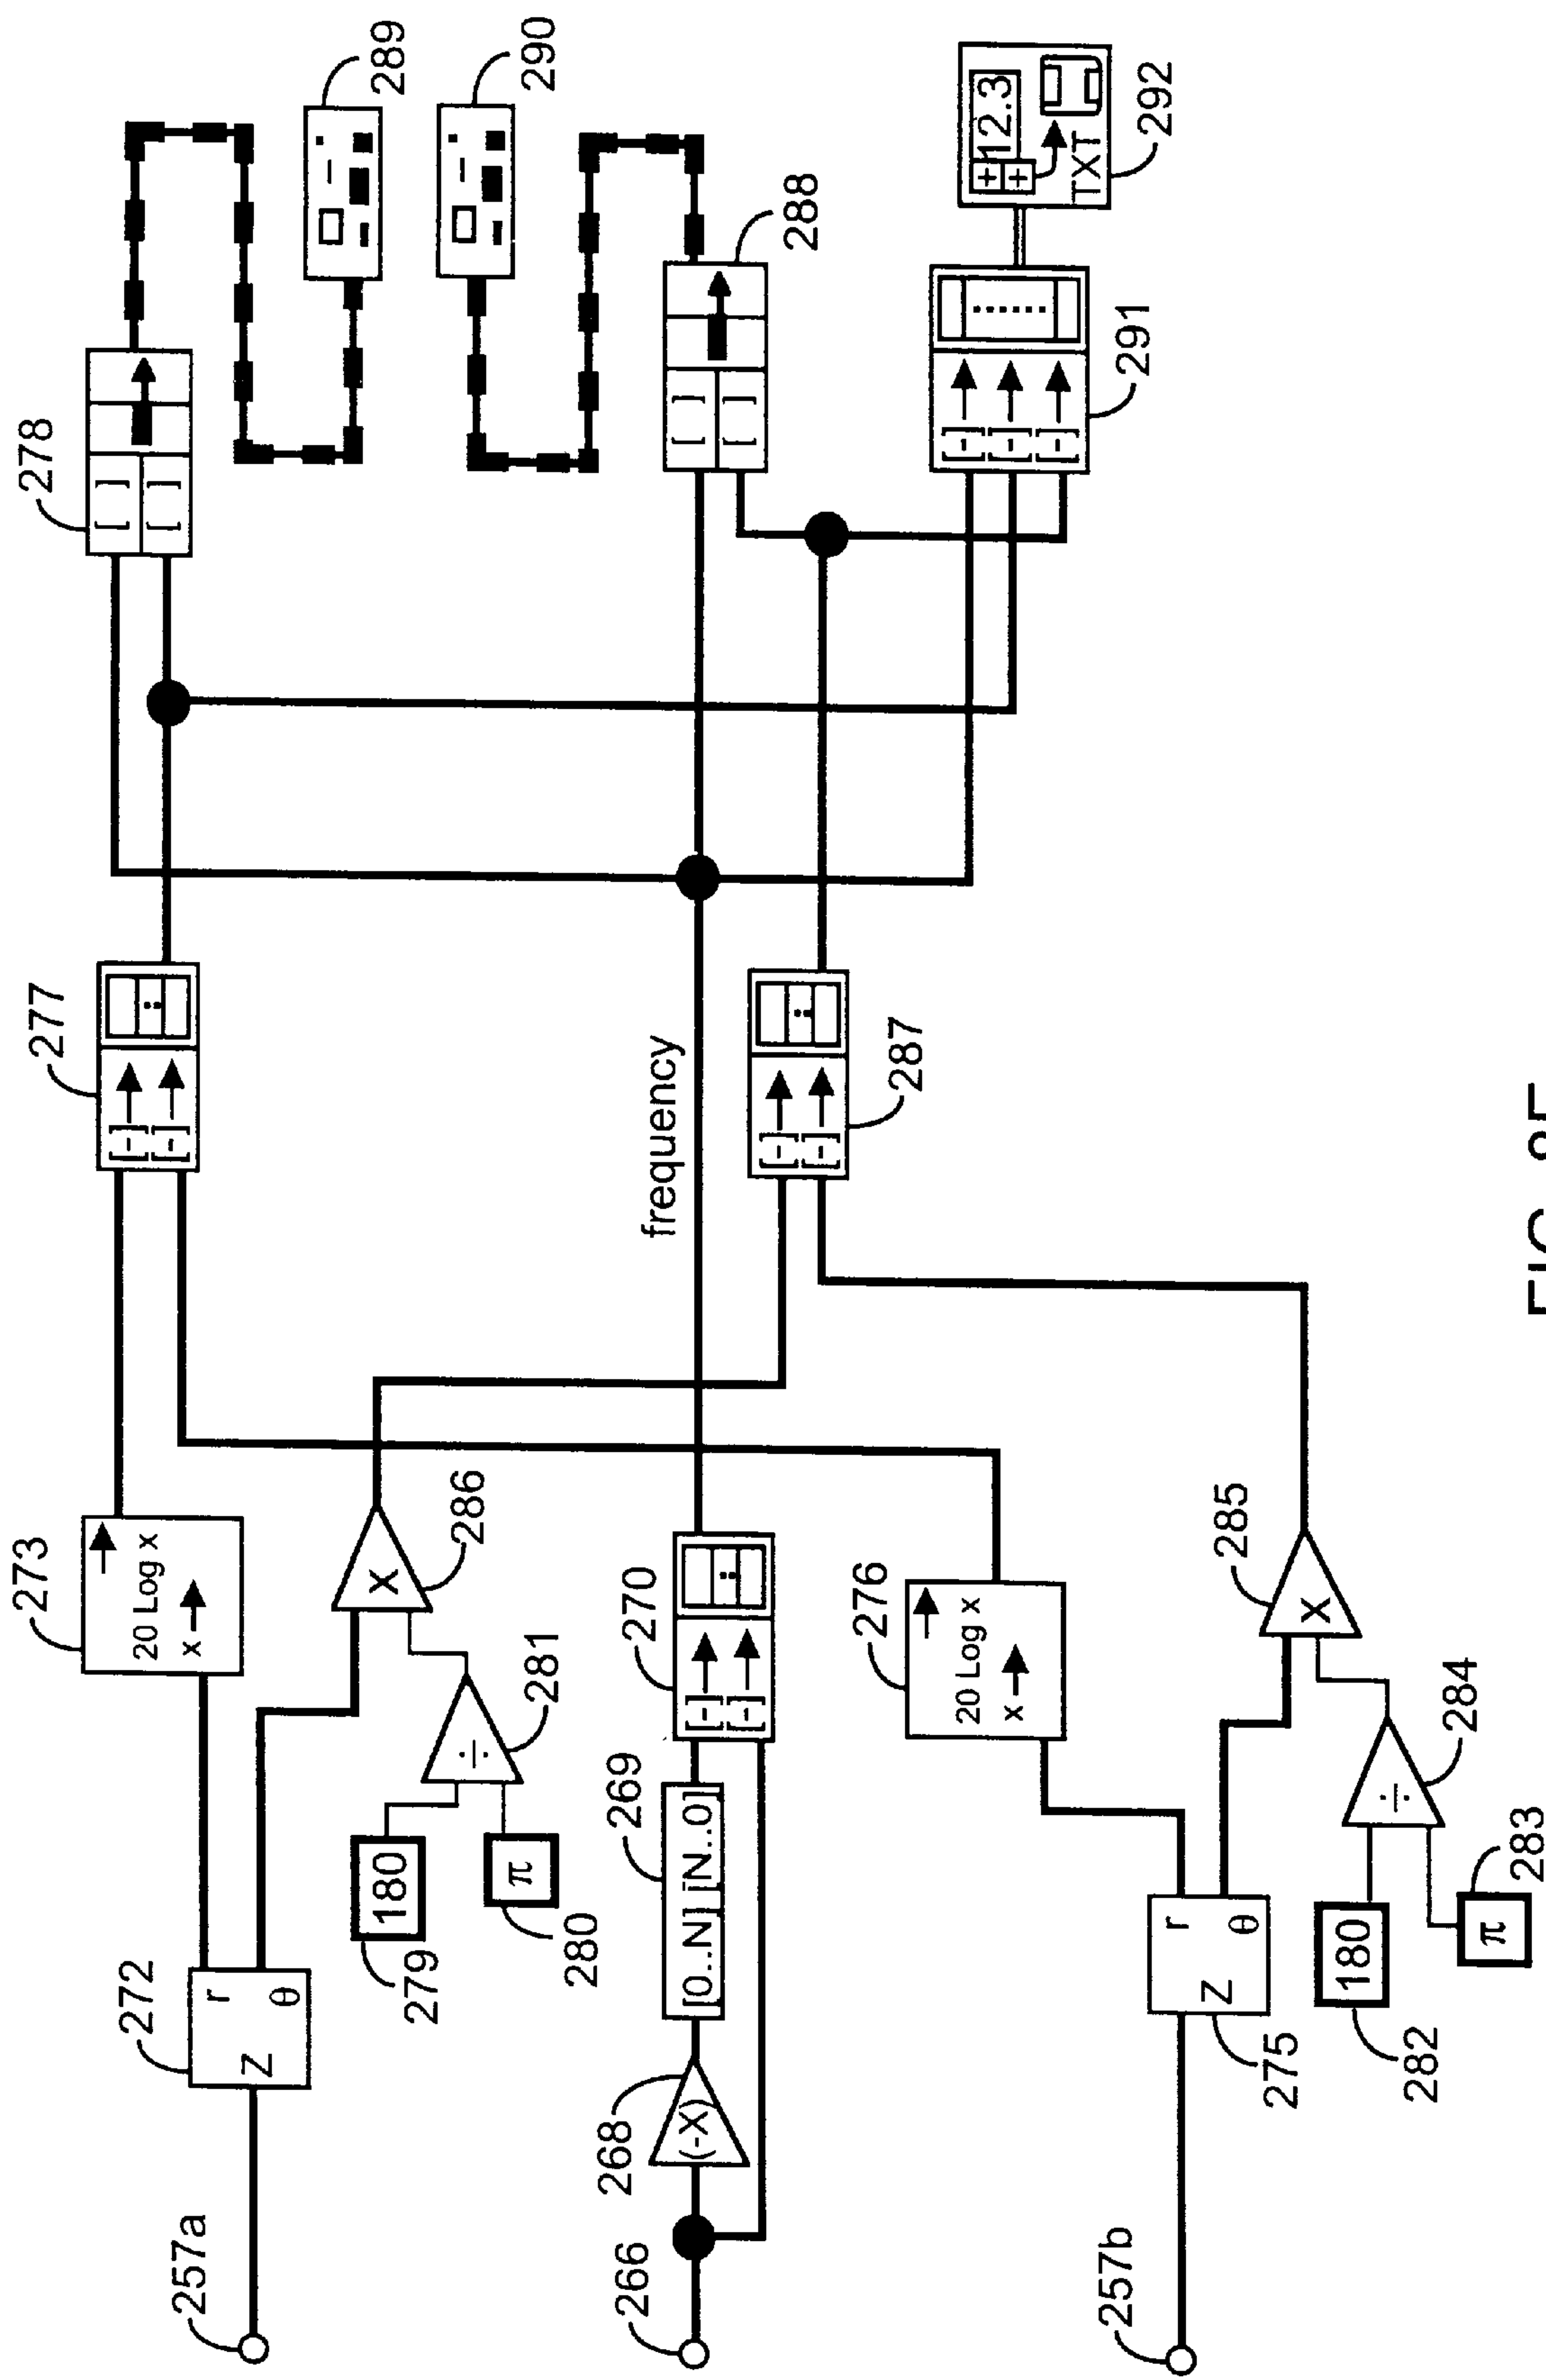 257a
272
Z r
θ
273
20 Log x
x
277
[-]
[-]
278
[ ]
[ ]
289
290
279
180
280
π
281
÷
286
X
266
268
(-X)
269
[0..N] [N..0]
270
[-]
[-]
frequency
287
[-]
[-]
288
[ ]
[ ]
276
20 Log x
x
291
[-]
[-]
[-]
292
12.3
TXT
257b
275
Z r
θ
282
180
283
π
284
÷
285
X